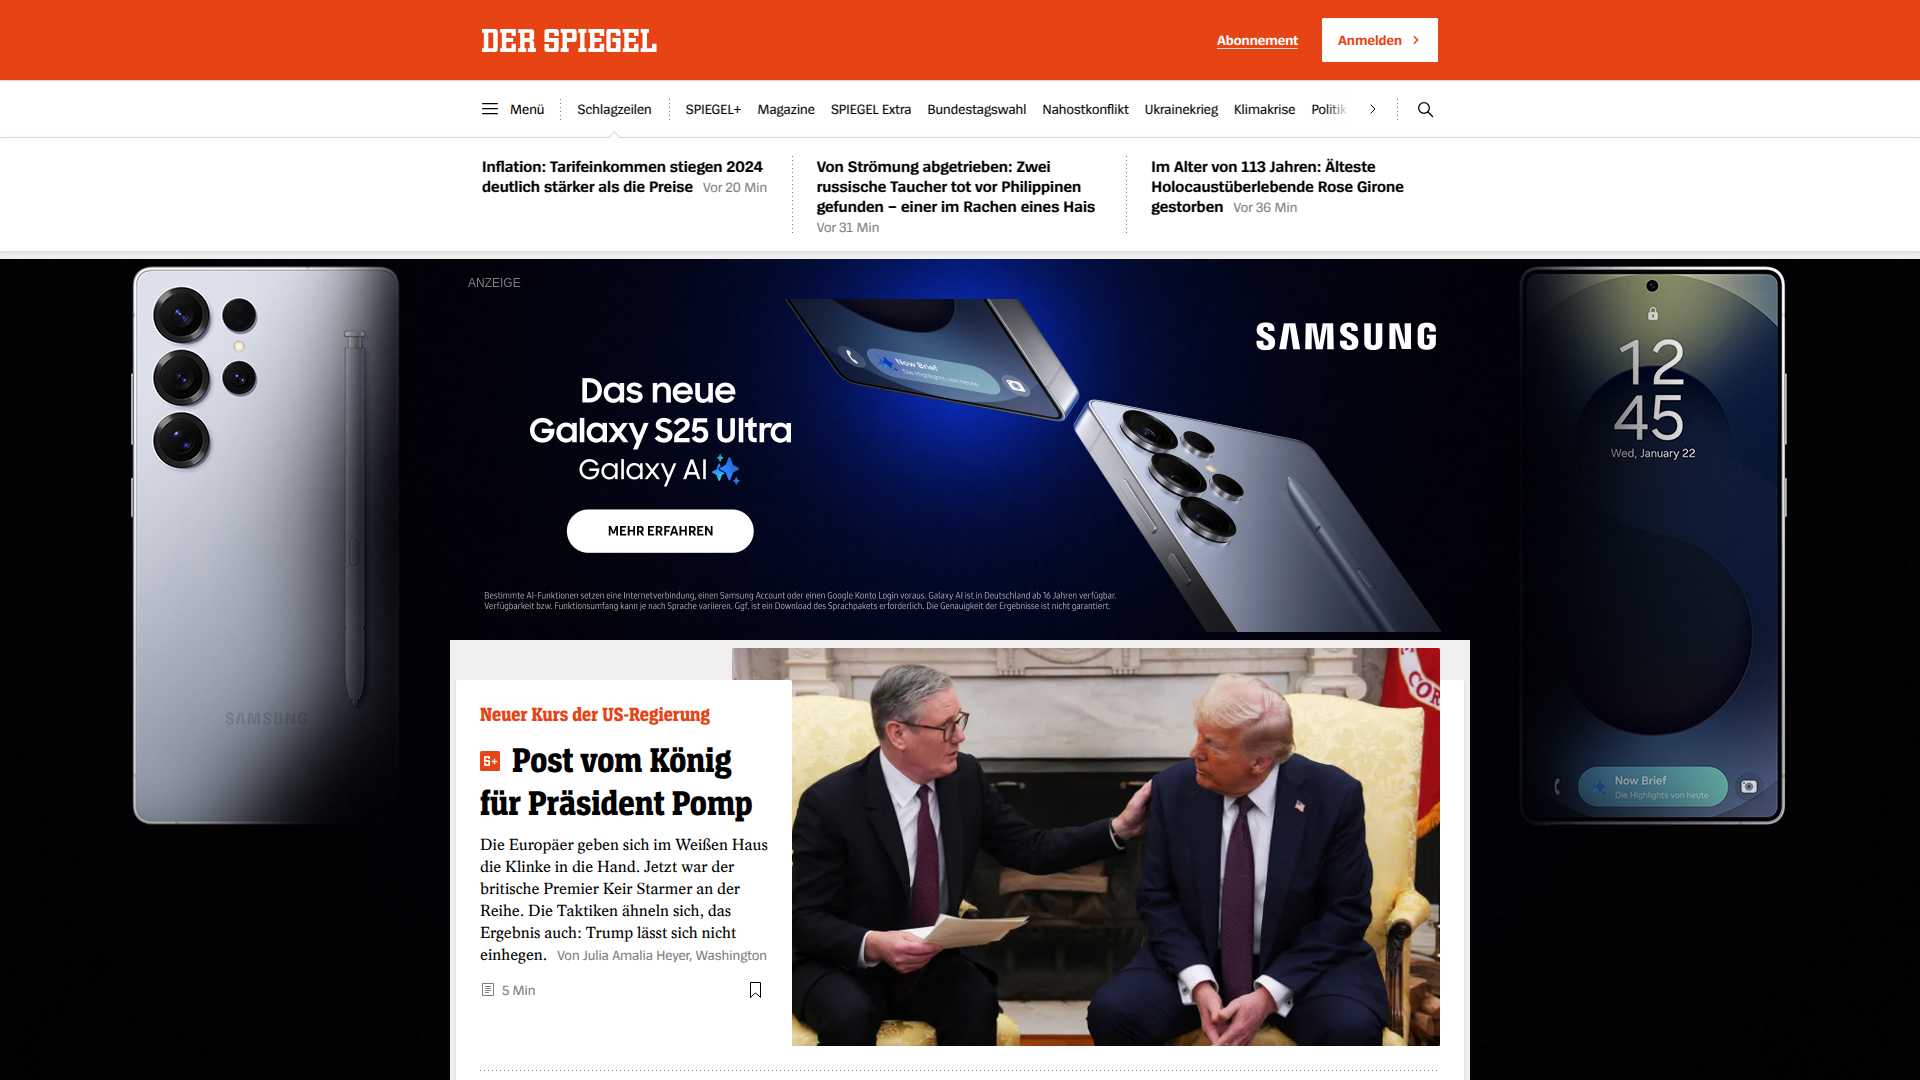 DER SPIEGEL
Abonnement
Anmelden
Menü
Schlagzeilen
SPIEGEL+
Magazine
SPIEGEL Extra
Bundestagswahl
Nahostkonflikt
Ukrainekrieg
Klimakrise
Politik
Inflation: Tarifeinkommen stiegen 2024
deutlich stärker als die Preise Vor 20 Min
Von Strömung abgetrieben: Zwei
russische Taucher tot vor Philippinen
gefunden – einer im Rachen eines Hais
Vor 31 Min
Im Alter von 113 Jahren: Älteste
Holocaustüberlebende Rose Girone
gestorben Vor 36 Min
ANZEIGE
SAMSUNG
Now Brief
Die Highlights von heute
Das neue
Galaxy S25 Ultra
Galaxy AI
MEHR ERFAHREN
Bestimmte AI-Funktionen setzen eine Internetverbindung, einen Samsung Account oder einen Google Konto Login voraus. Galaxy AI ist in Deutschland ab 16 Jahren verfügbar.
Verfügbarkeit bzw. Funktionsumfang kann je nach Sprache variieren. Ggf. ist ein Download des Sprachpakets erforderlich. Die Genauigkeit der Ergebnisse ist nicht garantiert.
SAMSUNG
12
45
Wed, January 22
Now Brief
Die Highlights von heute
Neuer Kurs der US-Regierung
Post vom König
für Präsident Pomp
Die Europäer geben sich im Weißen Haus
die Klinke in die Hand. Jetzt war der
britische Premier Keir Starmer an der
Reihe. Die Taktiken ähneln sich, das
Ergebnis auch: Trump lässt sich nicht
einhegen. Von Julia Amalia Heyer, Washington
5 Min
COR